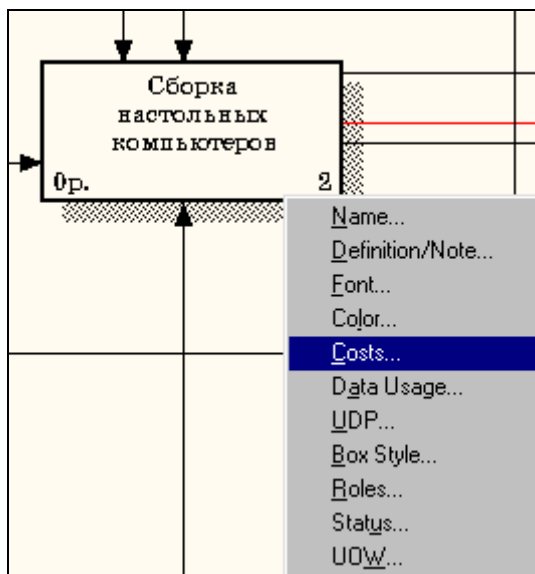 Сборка
настольных
компьютеров
0р. 2
Name...
Definition/Note...
Font...
Color...
Costs...
Data Usage...
UDP...
Box Style...
Roles...
Status...
UOW...